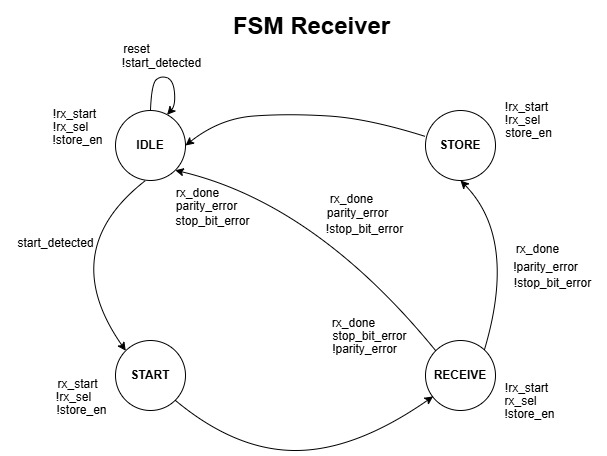 FSM Receiver
reset
!start_detected
!rx_start
!rx_sel
!store_en
IDLE
STORE
!rx_start
!rx_sel
store_en
rx_done
parity_error
stop_bit_error
rx_done
parity_error
!stop_bit_error
start_detected
rx_done
!parity_error
!stop_bit_error
rx_done
stop_bit_error
!parity_error
rx_start
!rx_sel
!store_en
START
RECEIVE
!rx_start
rx_sel
!store_en